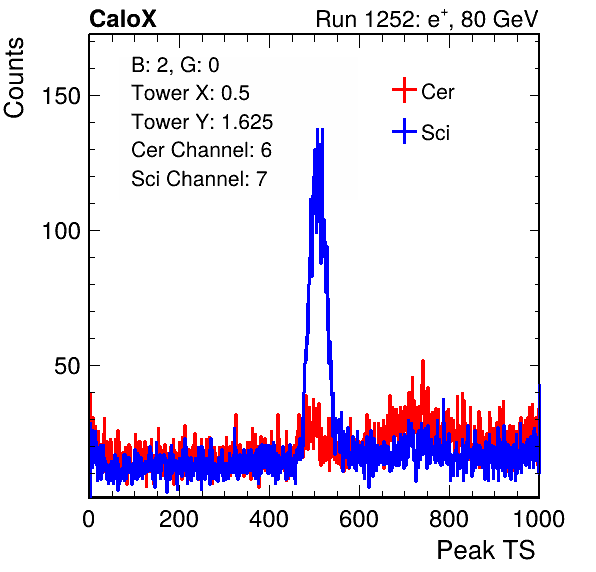 CaloX Run 1252: e⁺, 80 GeV
Counts
B: 2, G: 0
Tower X: 0.5
Tower Y: 1.625
Cer Channel: 6
Sci Channel: 7
Cer
Sci
150
100
50
0 200 400 600 800 1000
Peak TS